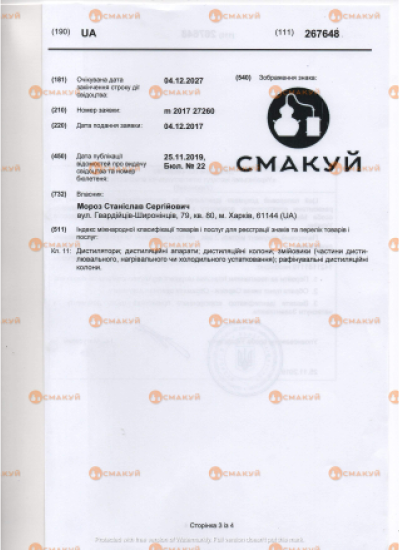 (190) UA (111) 267648
(181) Очікувана дата закінчення строку дії свідоцтва: 04.12.2027
(540) Зображення знака:
(210) Номер заявки: m 2017 27260
(220) Дата подання заявки: 04.12.2017
СМАКУЙ
(450) Дата публікації відомостей про видачу свідоцтва та номер бюлетеня: 25.11.2019, Бюл. № 22
(732) Власник:
Мороз Станіслав Сергійович
вул. Гвардійців-Широнінців, 79, кв. 80, м. Харків, 61144 (UA)
(511) Індекс міжнародної класифікації товарів і послуг для реєстрації знаків та перелік товарів і
послуг:
Кл. 11: Дистилятори; дистиляційні апарати; дистиляційні колони, змійовики (частини дисти-
лювального, нагрівального чи холодильного устатковання); рафінувальні дистиляційні
колони.
Сторінка 3 із 4